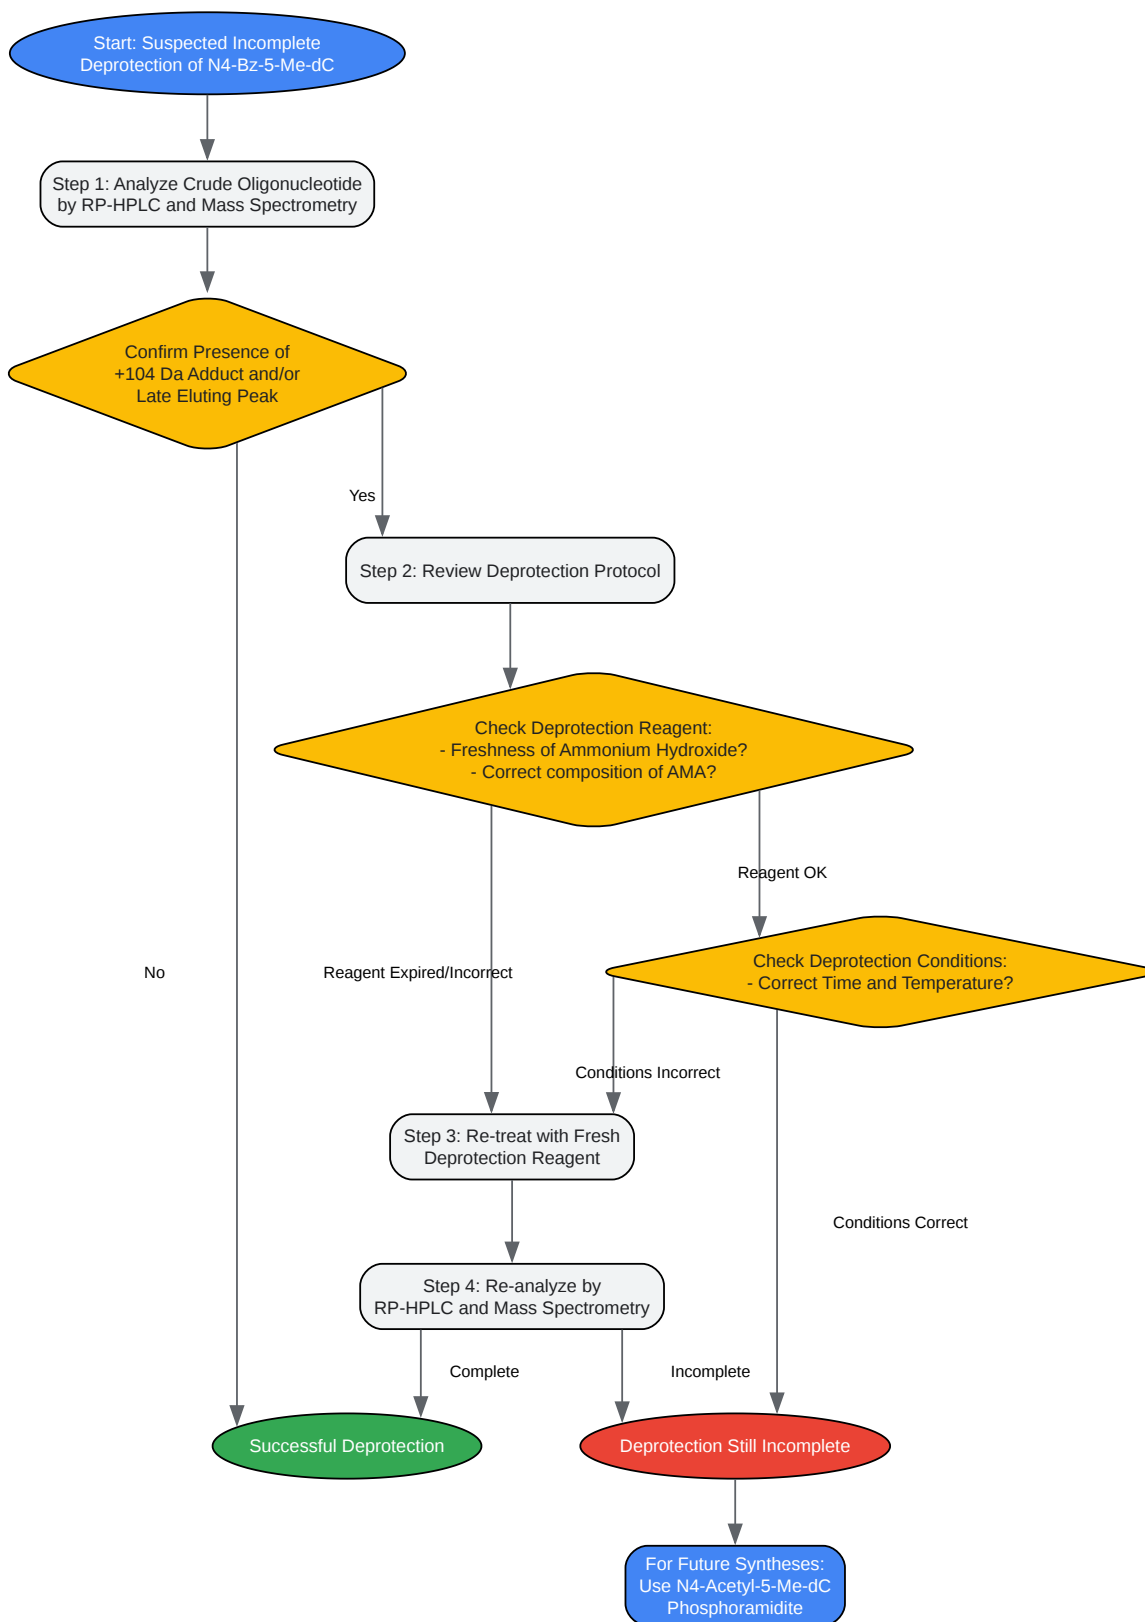 Start: Suspected Incomplete
Deprotection of N4-Bz-5-Me-dC
Step 1: Analyze Crude Oligonucleotide
by RP-HPLC and Mass Spectrometry
Confirm Presence of
+104 Da Adduct and/or
Late Eluting Peak
Yes
Step 2: Review Deprotection Protocol
Check Deprotection Reagent:
- Freshness of Ammonium Hydroxide?
- Correct composition of AMA?
Reagent OK
No
Reagent Expired/Incorrect
Check Deprotection Conditions:
- Correct Time and Temperature?
Conditions Incorrect
Step 3: Re-treat with Fresh
Deprotection Reagent
Conditions Correct
Step 4: Re-analyze by
RP-HPLC and Mass Spectrometry
Complete
Incomplete
Successful Deprotection
Deprotection Still Incomplete
For Future Syntheses:
Use N4-Acetyl-5-Me-dC
Phosphoramidite